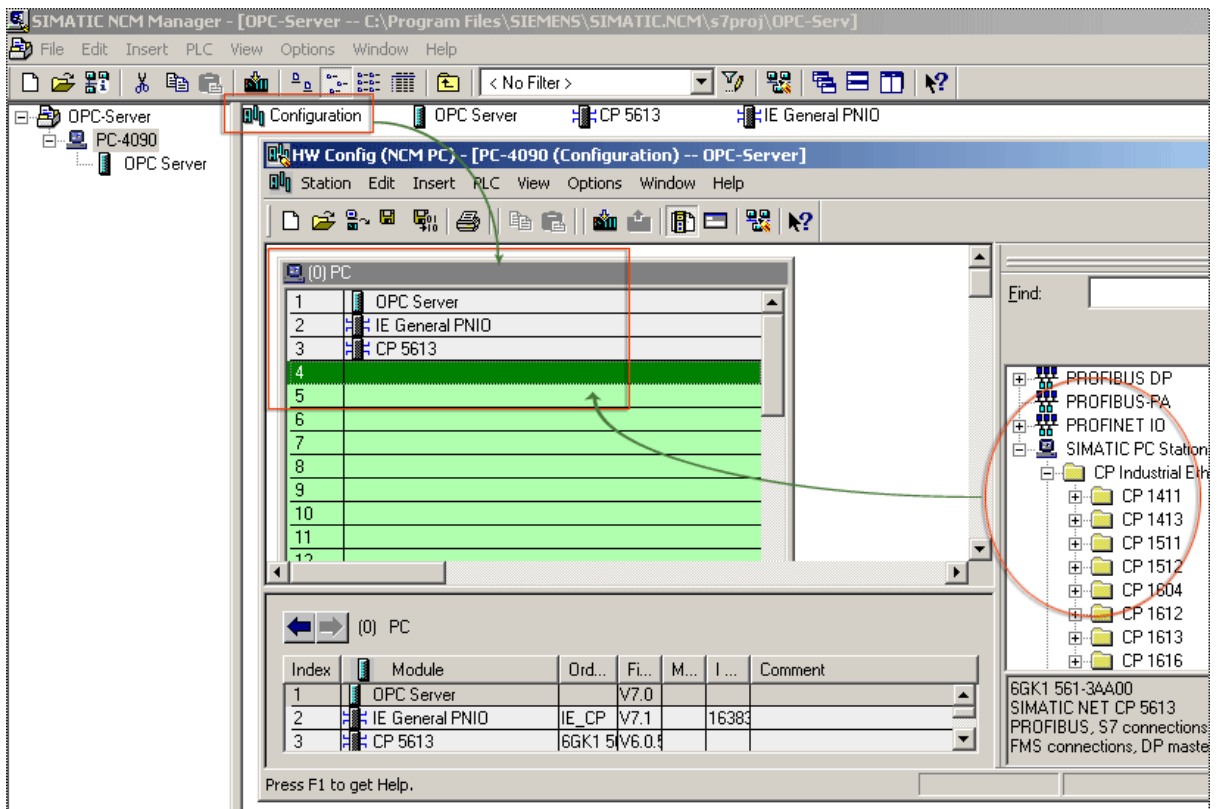 SIMATIC NCM Manager - [OPC-Server -- C:\Program Files\SIEMENS\SIMATIC.NCM\s7proj\OPC-Serv]
File Edit Insert PLC View Options Window Help
< No Filter >
OPC-Server
PC-4090
OPC Server
Configuration OPC Server CP 5613 IE General PNIO
HW Config (NCM PC) - [PC-4090 (Configuration) -- OPC-Server]
Station Edit Insert PLC View Options Window Help
(0) PC
1 OPC Server
2 IE General PNIO
3 CP 5613
4
5
6
7
8
9
10
11
12
Find:
PROFIBUS DP
PROFIBUS-PA
PROFINET IO
SIMATIC PC Station
CP Industrial Eth
CP 1411
CP 1413
CP 1511
CP 1512
CP 1604
CP 1612
CP 1613
CP 1616
(0) PC
Index Module Ord... Fi... M... I ... Comment
1 OPC Server V7.0
2 IE General PNIO IE_CP V7.1 16383
3 CP 5613 6GK1 5 V6.0.5
6GK1 561-3AA00
SIMATIC NET CP 5613
PROFIBUS, S7 connections
FMS connections, DP maste
Press F1 to get Help.